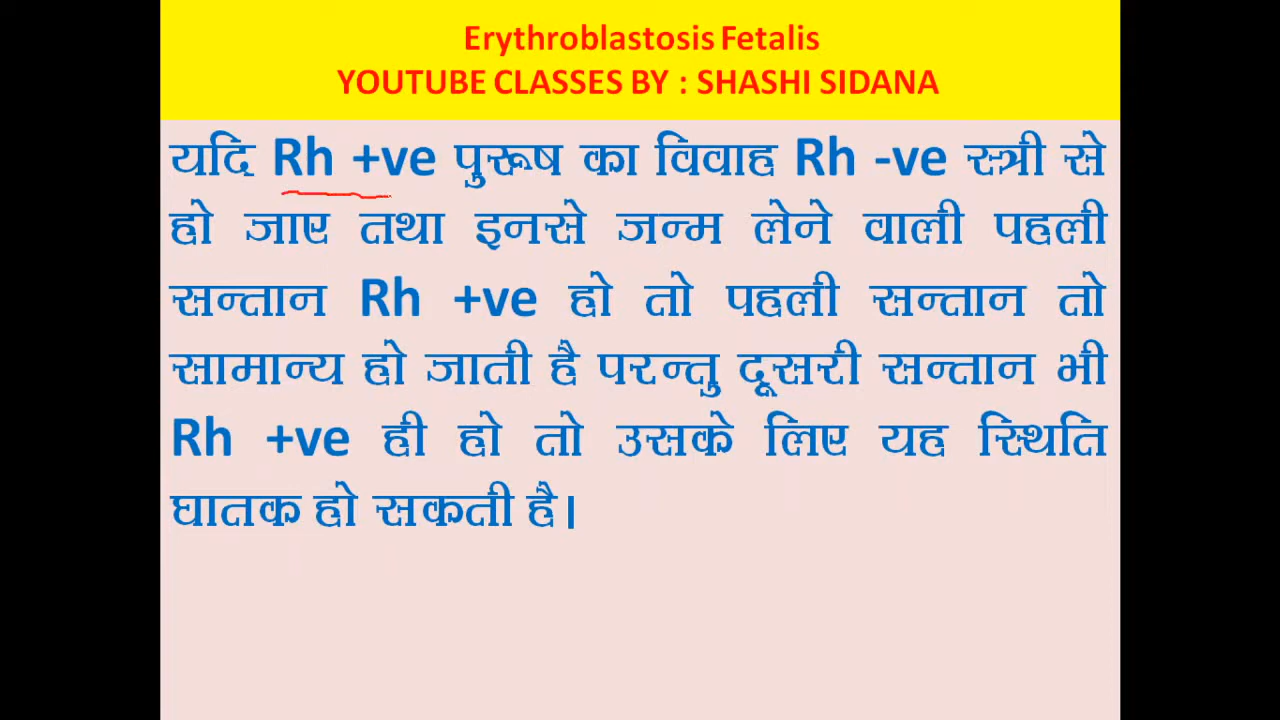 Erythroblastosis Fetalis
YOUTUBE CLASSES BY : SHASHI SIDANA
यदि Rh +ve पुरूष का विवाह Rh -ve स्त्री से
हो जाए तथा इनसे जन्म लेने वाली पहली
सन्तान Rh +ve हो तो पहली सन्तान तो
सामान्य हो जाती है परन्तु दूसरी सन्तान भी
Rh +ve ही हो तो उसके लिए यह स्थिति
घातक हो सकती है।